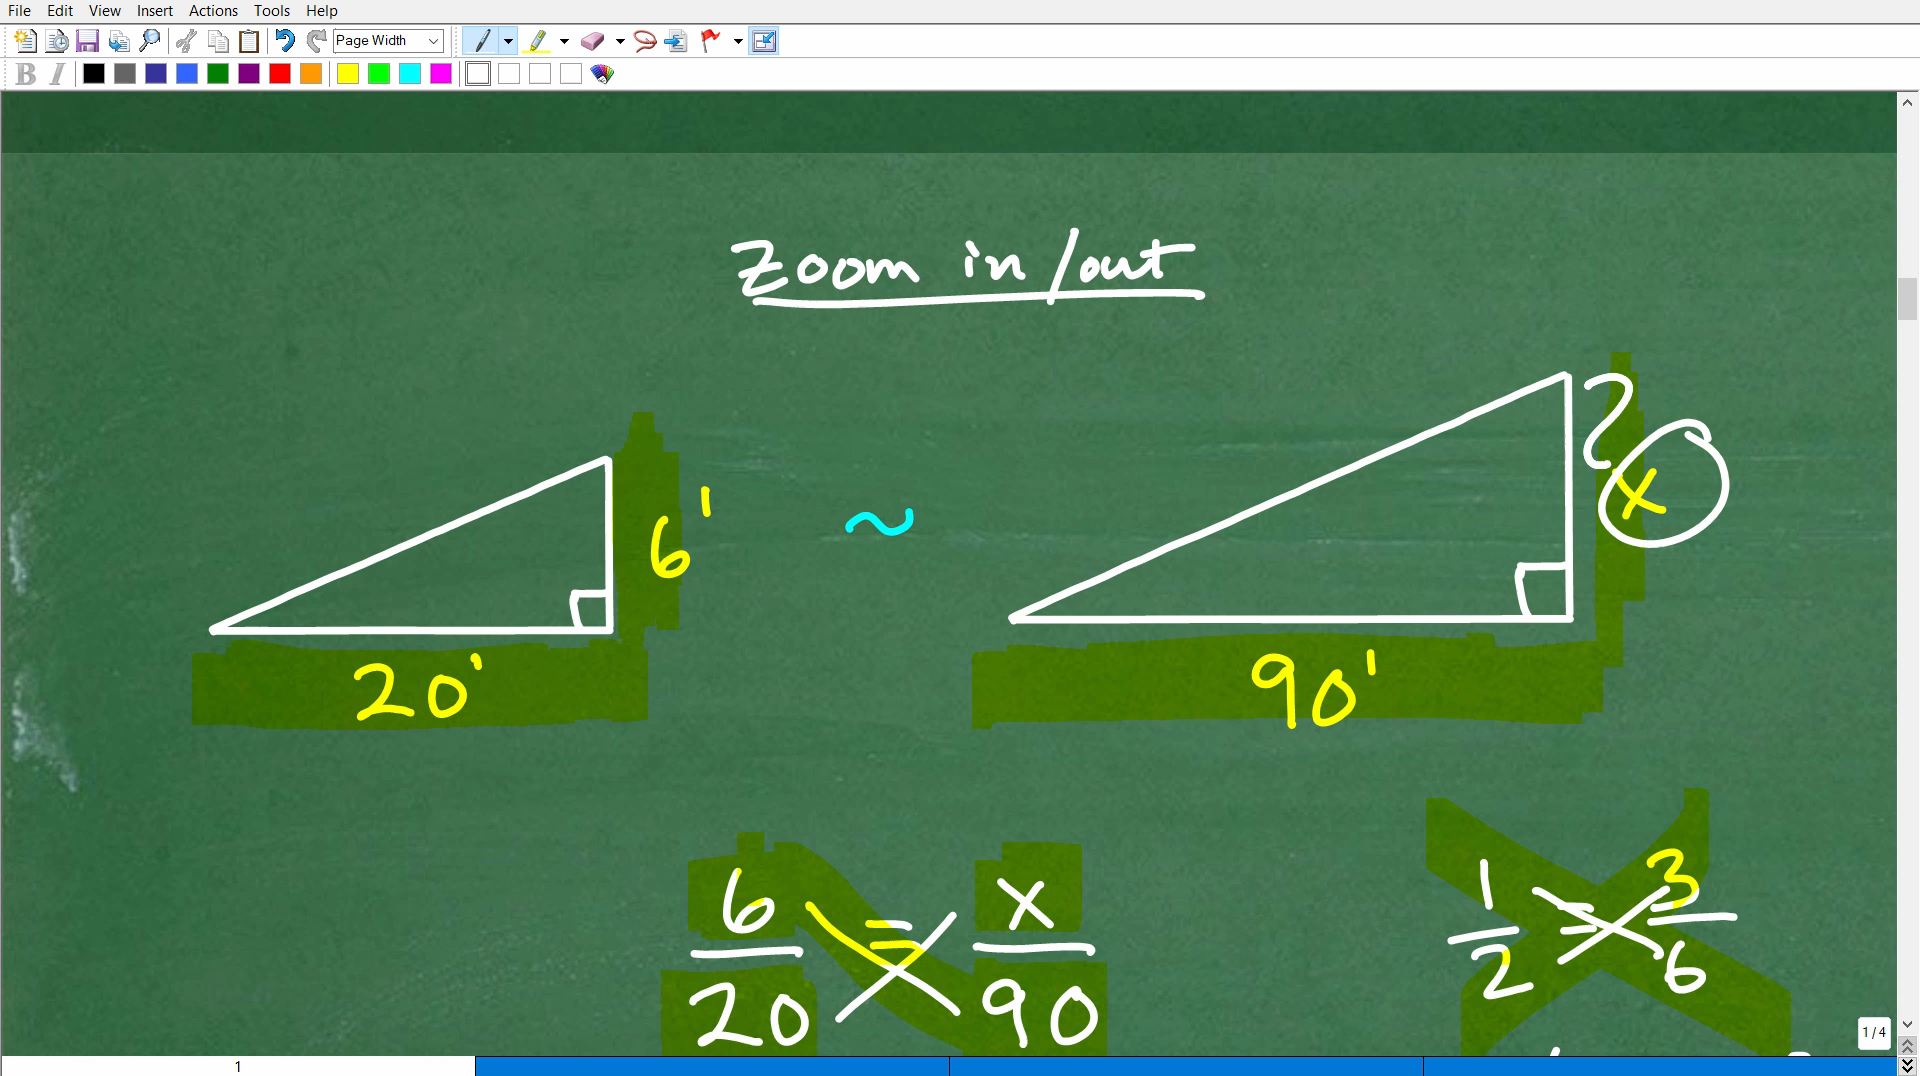 File Edit View Insert Actions Tools Help
Page Width
B I
Zoom in/out
6' ~ ? x
20' 90'
6/20 = x/90 1/2 = 3/6
1 / 4
1